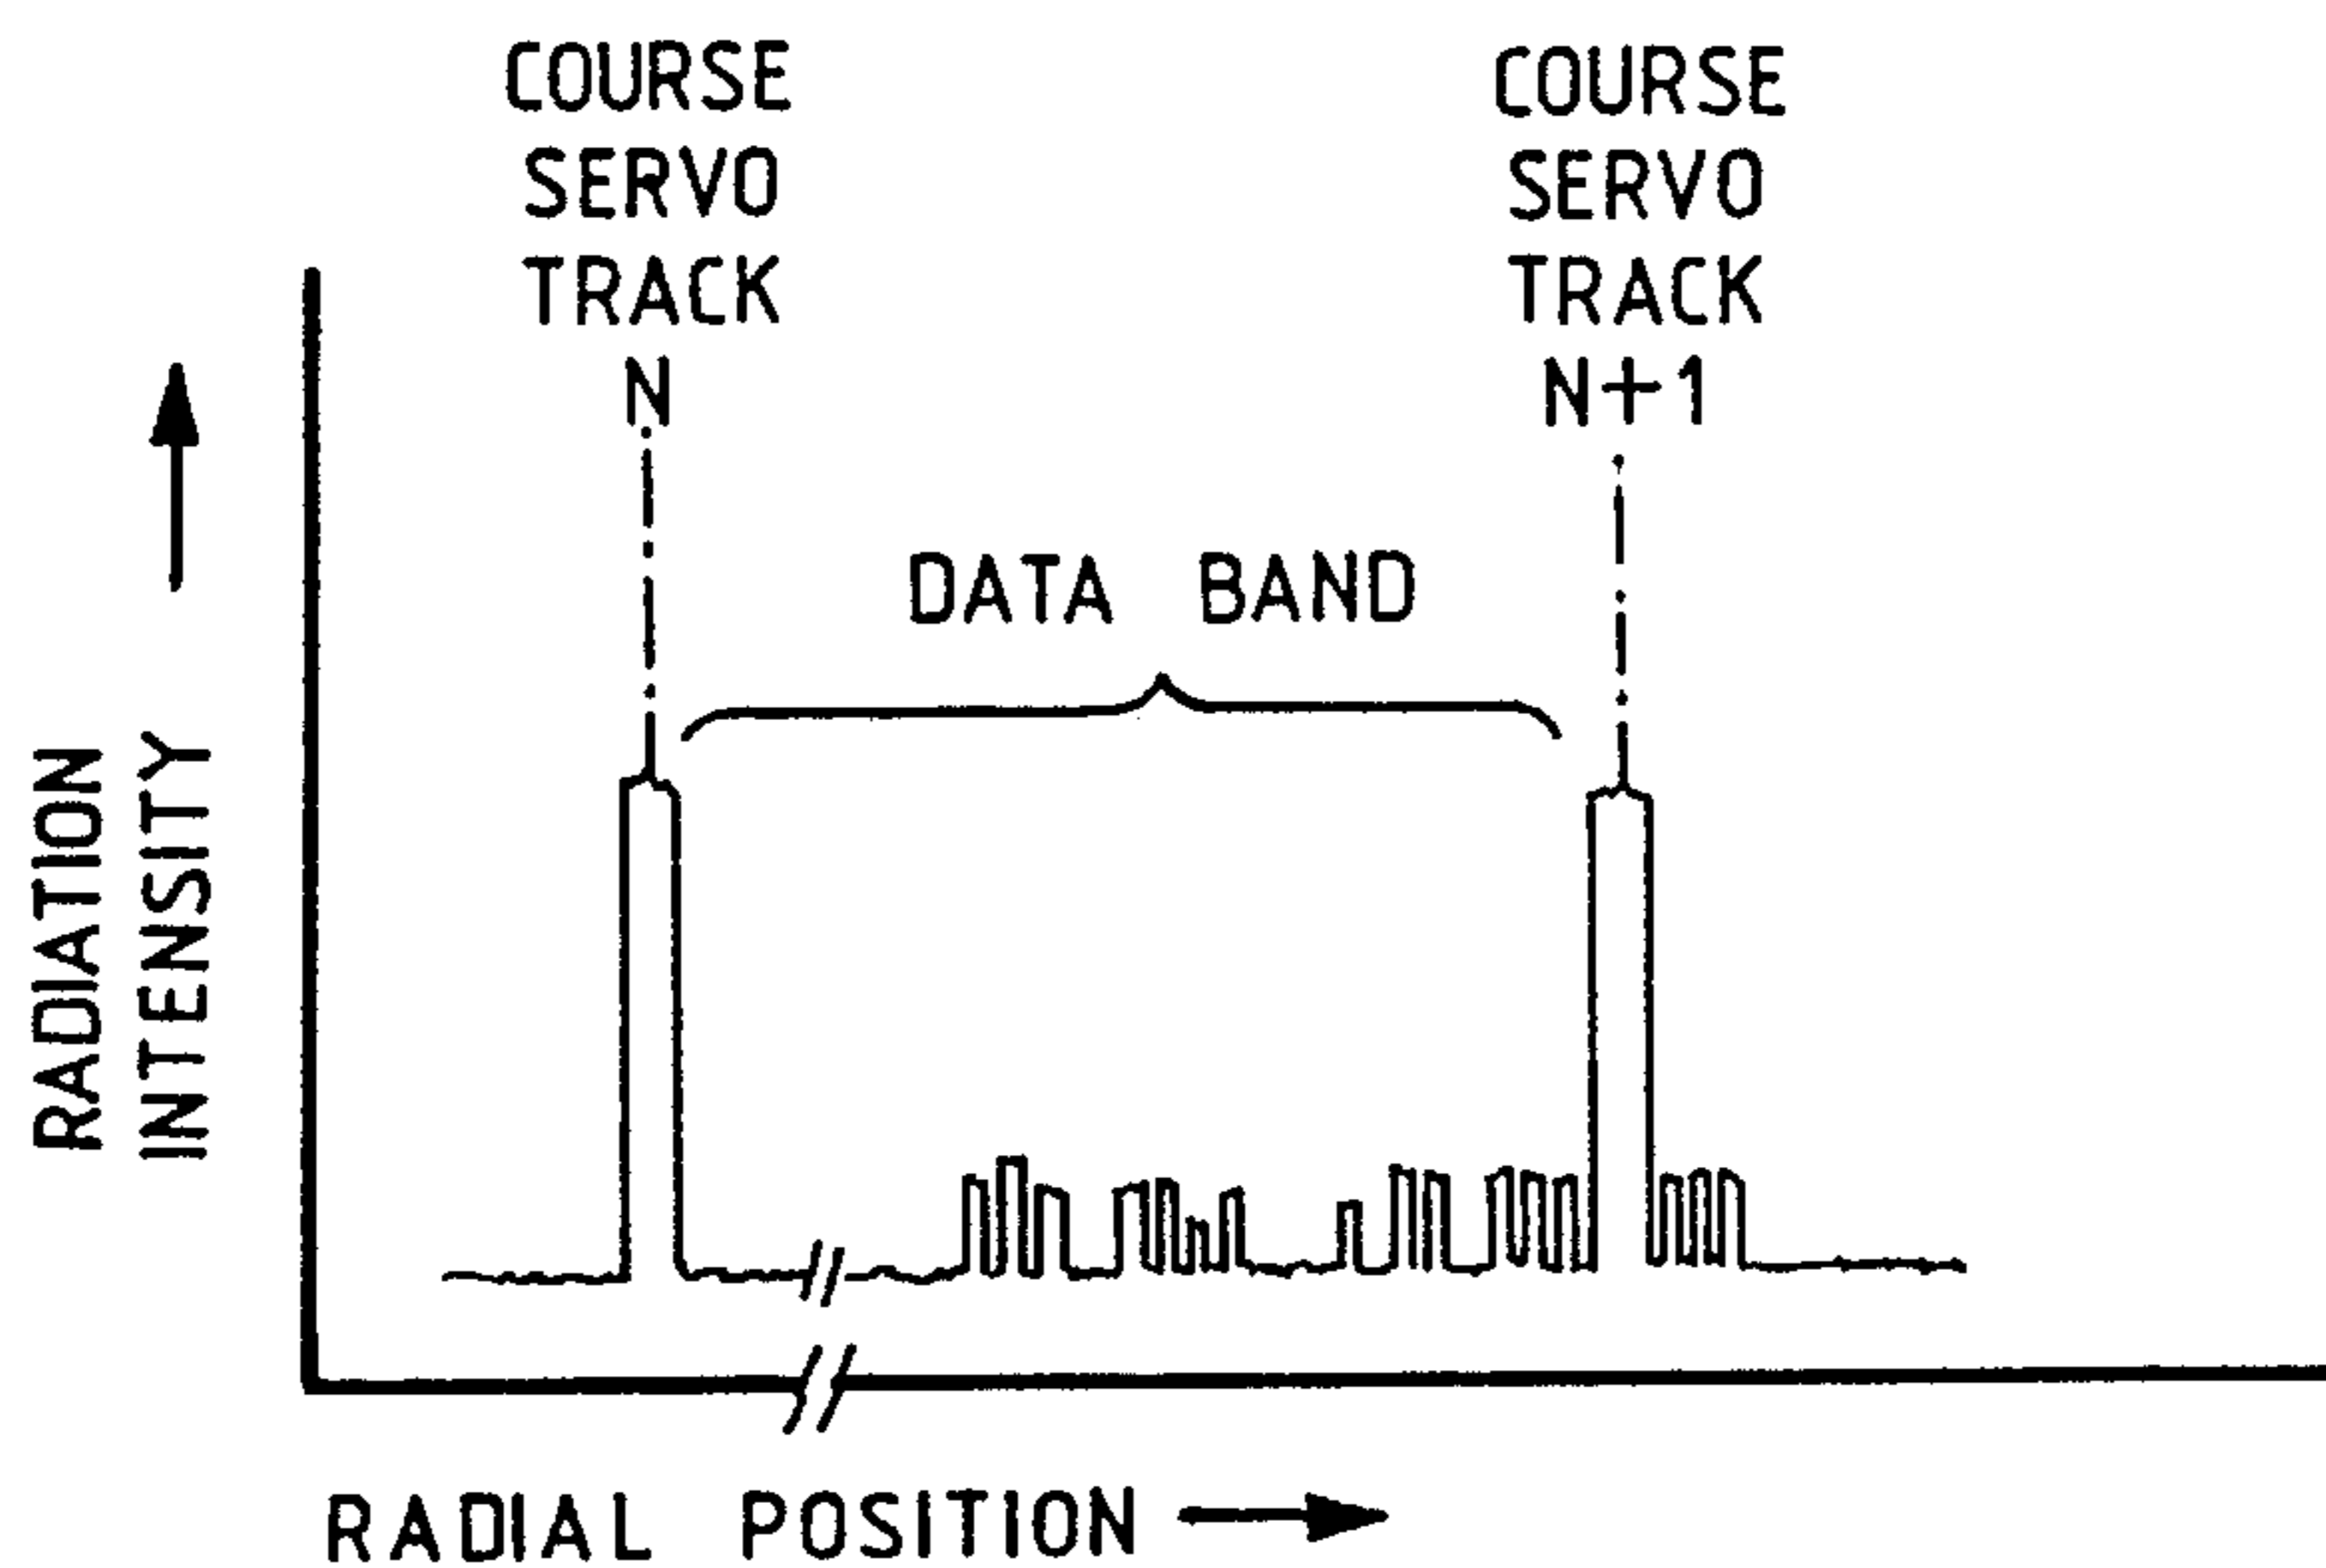 COURSE
SERVO
TRACK
N
COURSE
SERVO
TRACK
N+1
DATA BAND
RADIATION
INTENSITY
RADIAL POSITION